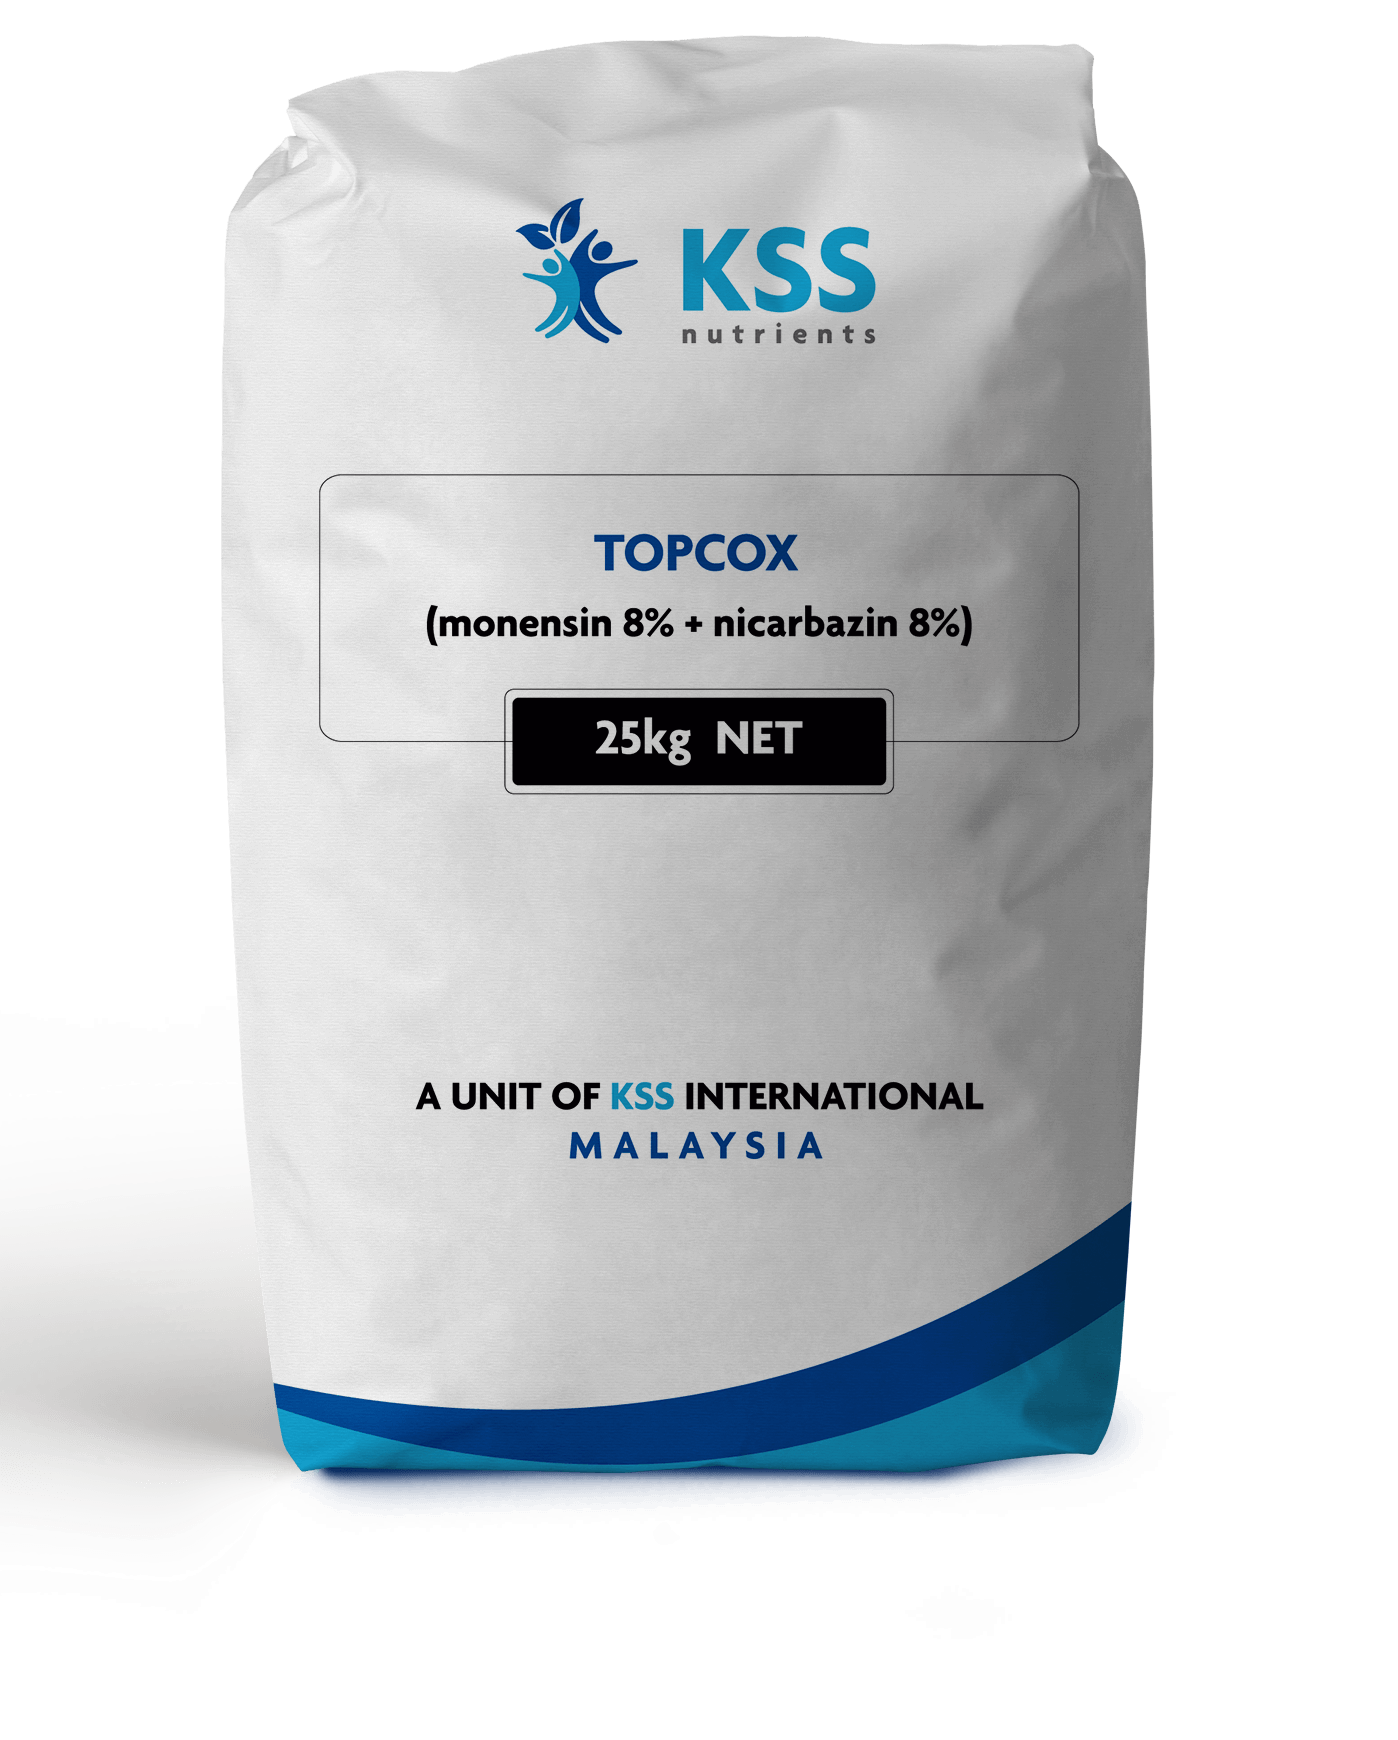 KSS
nutrients
TOPCOX
(monensin 8% + nicarbazin 8%)
25kg NET
A UNIT OF KSS INTERNATIONAL
MALAYSIA